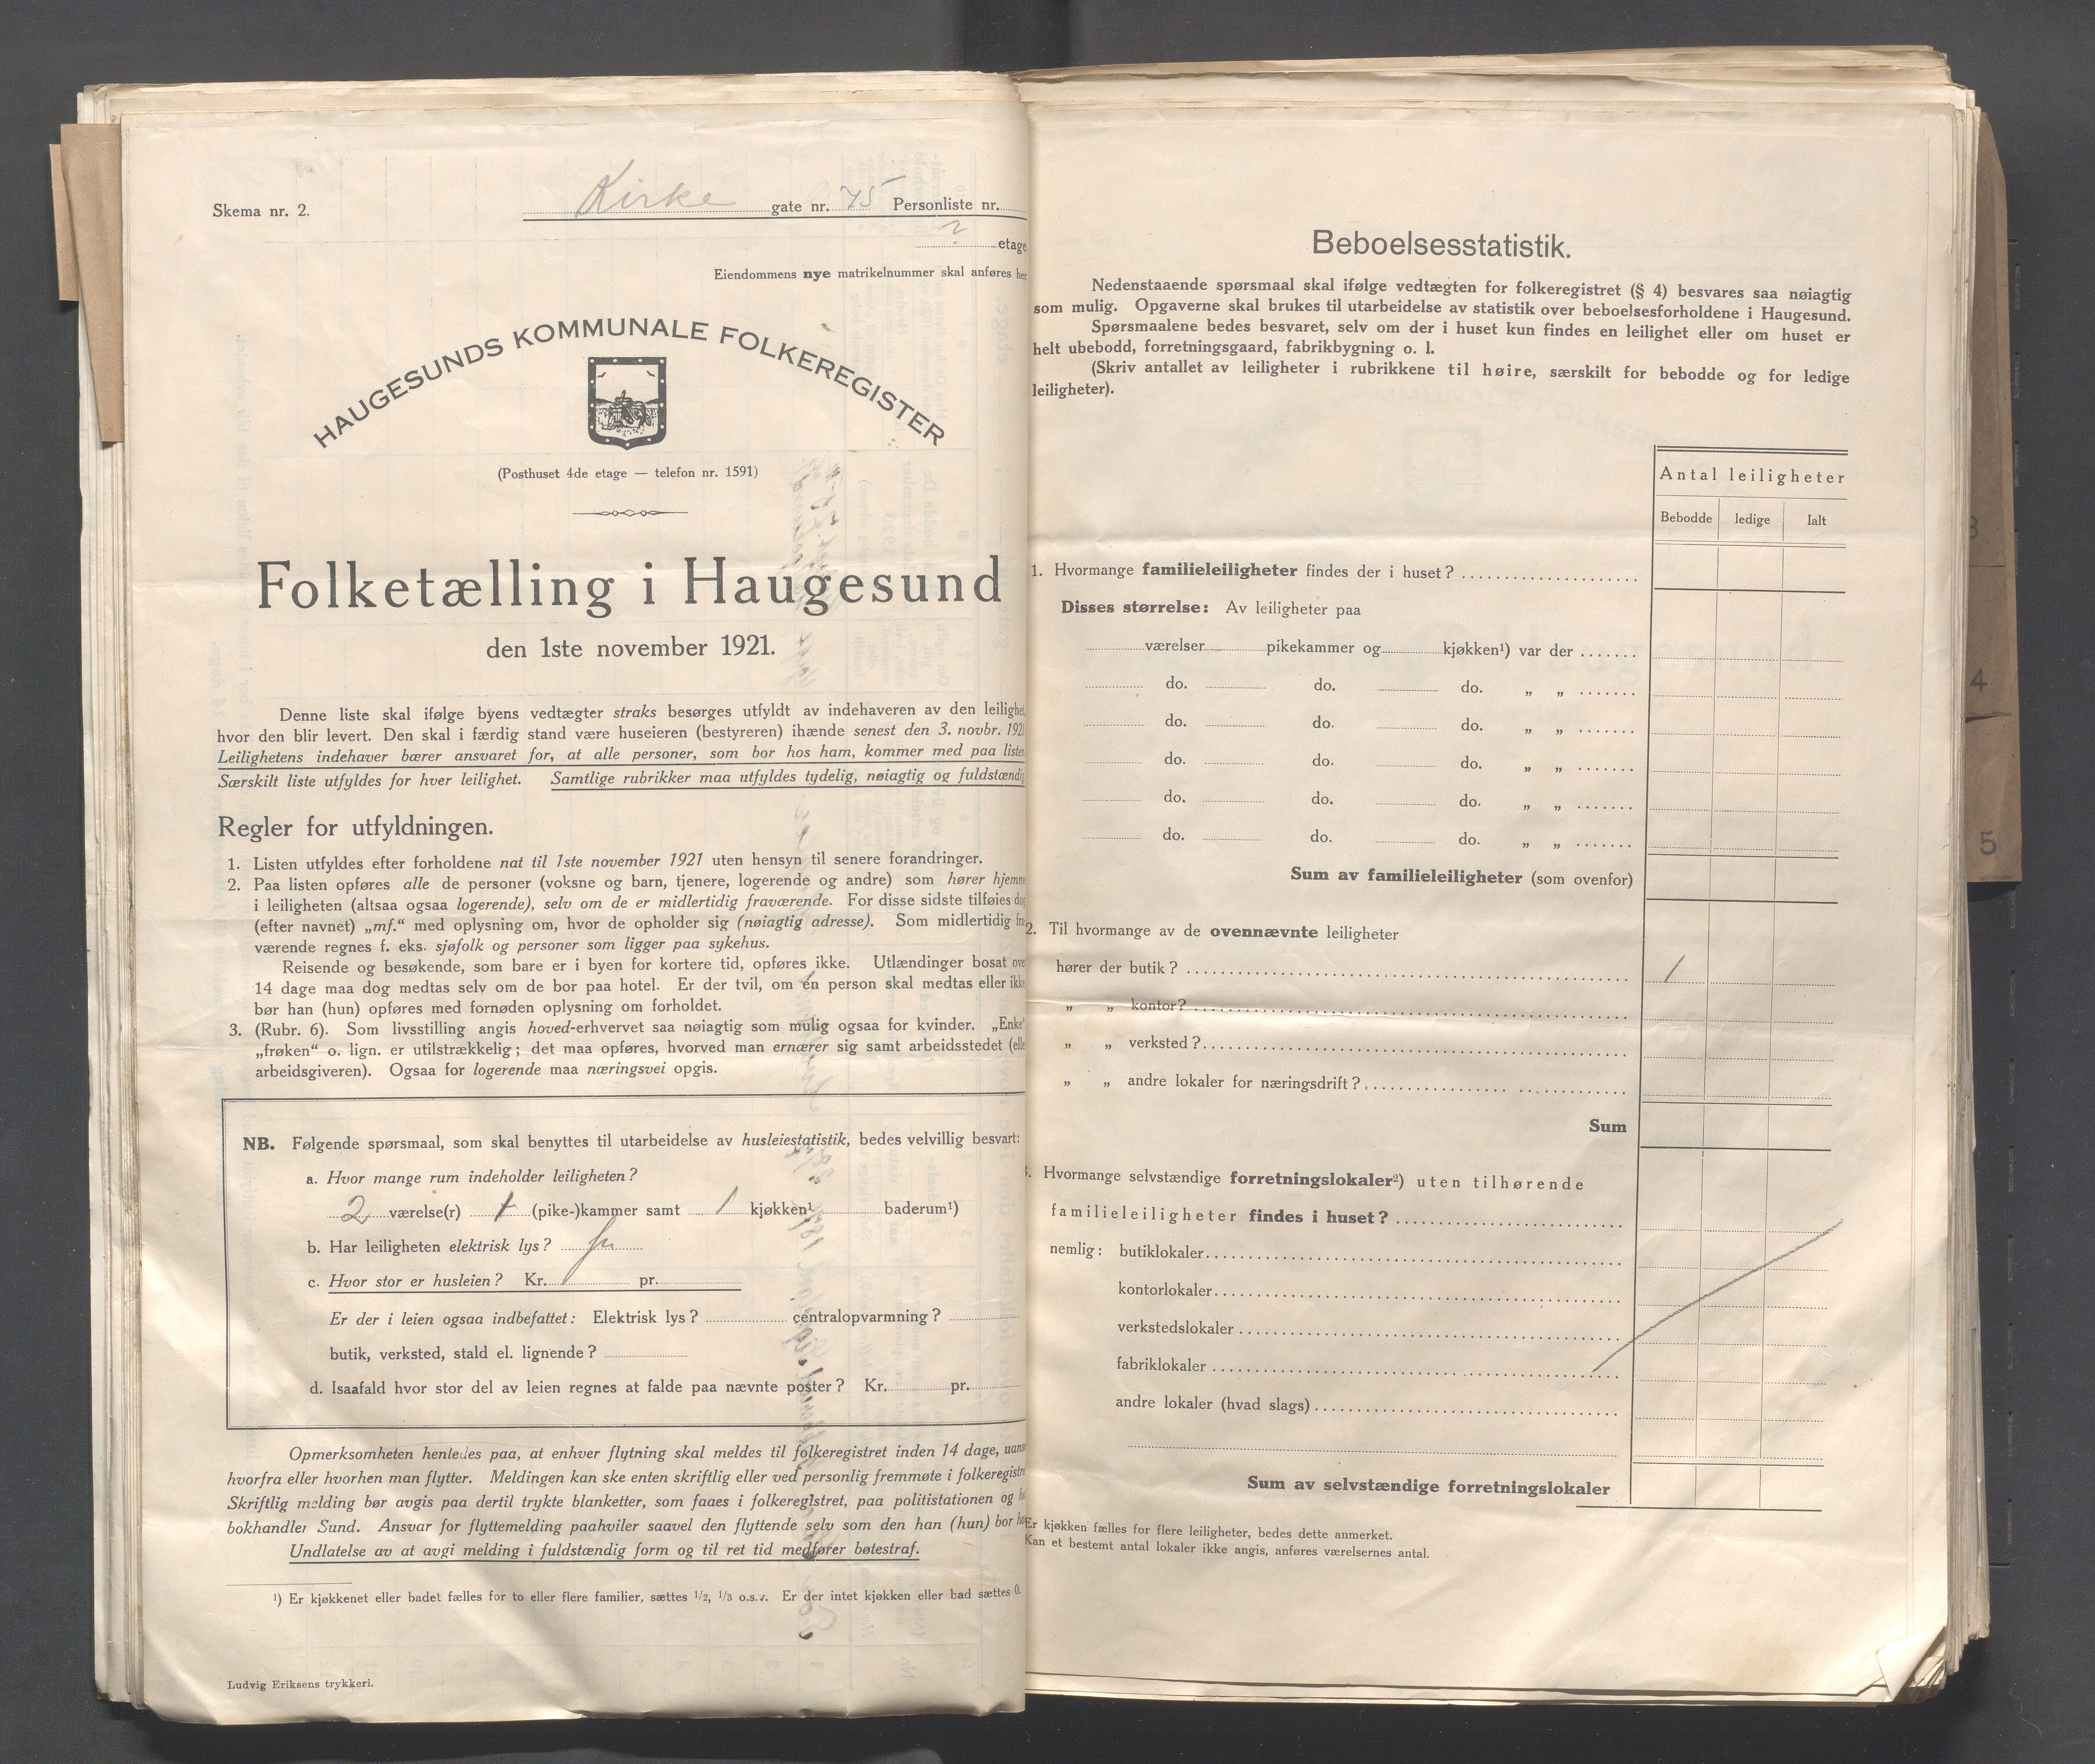 Skema nr. 2.
Kirke gate nr. 75 Personliste nr.
2 etage
Eiendommens nye matrikelnummer skal anføres her
HAUGESUNDS KOMMUNALE FOLKEREGISTER
(Posthuset 4de etage — telefon nr. 1591)
Folketælling i Haugesund
den 1ste november 1921.
Denne liste skal ifølge byens vedtægter straks besørges utfyldt av indehaveren av den leilighet
hvor den blir levert. Den skal i færdig stand være huseieren (bestyreren) ihænde senest den 3. novbr. 1921
Leilighetens indehaver bærer ansvaret for, at alle personer, som bor hos ham, kommer med paa listen.
Særskilt liste utfyldes for hver leilighet. Samtlige rubrikker maa utfyldes tydelig, nøiagtig og fuldstændig
Regler for utfyldningen.
1. Listen utfyldes efter forholdene nat til 1ste november 1921 uten hensyn til senere forandringer.
2. Paa listen opføres alle de personer (voksne og barn, tjenere, logerende og andre) som hører hjemme
i leiligheten (altsaa ogsaa logerende), selv om de er midlertidig fraværende. For disse sidste tilføies dog
(efter navnet) „mf.“ med oplysning om, hvor de opholder sig (nøiagtig adresse). Som midlertidig fra-
værende regnes f. eks. sjøfolk og personer som ligger paa sykehus.
Reisende og besøkende, som bare er i byen for kortere tid, opføres ikke. Utlændinger bosat over
14 dage maa dog medtas selv om de bor paa hotel. Er der tvil, om én person skal medtas eller ikke
bør han (hun) opføres med fornøden oplysning om forholdet.
3. (Rubr. 6). Som livsstilling angis hoved-erhvervet saa nøiagtig som mulig ogsaa for kvinder. „Enke“
„frøken“ o. lign. er utilstrækkelig; det maa opføres, hvorved man ernærer sig samt arbeidsstedet (eller
arbeidsgiveren). Ogsaa for logerende maa næringsvei opgis.
NB. Følgende spørsmaal, som skal benyttes til utarbeidelse av husleiestatistik, bedes velvillig besvart:
a. Hvor mange rum indeholder leiligheten?
2 værelse(r) 1 (pike-)kammer samt 1 kjøkken¹ baderum¹)
b. Har leiligheten elektrisk lys? Ja
c. Hvor stor er husleien? Kr. pr.
Er der i leien ogsaa indbefattet: Elektrisk lys? centralopvarmning?
butik, verksted, stald el. lignende?
d. Isaafald hvor stor del av leien regnes at falde paa nævnte poster? Kr. pr.
Opmerksomheten henledes paa, at enhver flytning skal meldes til folkeregistret inden 14 dage, uanset
hvorfra eller hvorhen man flytter. Meldingen kan ske enten skriftlig eller ved personlig fremmøte i folkeregistret
Skriftlig melding bør avgis paa dertil trykte blanketter, som faaes i folkeregistret, paa politistationen og hos
bokhandler Sund. Ansvar for flyttemelding paahviler saavel den flyttende selv som den han (hun) bor hos
Undlatelse av at avgi melding i fuldstændig form og til ret tid medfører bøtestraf.
¹) Er kjøkkenet eller badet fælles for to eller flere familier, sættes 1/2, 1/3 o.s.v. Er der intet kjøkken eller bad sættes 0.
Ludvig Eriksens trykkeri.
Beboelsesstatistik.
Nedenstaaende spørsmaal skal ifølge vedtægten for folkeregistret (§ 4) besvares saa nøiagtig
som mulig. Opgaverne skal brukes til utarbeidelse av statistik over beboelsesforholdene i Haugesund.
Spørsmaalene bedes besvaret, selv om der i huset kun findes en leilighet eller om huset er
helt ubebodd, forretningsgaard, fabrikbygning o. l.
(Skriv antallet av leiligheter i rubrikkene til høire, særskilt for bebodde og for ledige
leiligheter).
Antal leiligheter
Bebodde ledige Ialt
1. Hvormange familieleiligheter findes der i huset?
Disses størrelse: Av leiligheter paa
værelser pikekammer og kjøkken¹) var der
do. do. do. „ „
do. do. do. „ „
do. do. do. „ „
do. do. do. „ „
do. do. do. „ „
Sum av familieleiligheter (som ovenfor)
2. Til hvormange av de ovennævnte leiligheter
hører der butik? 1
„ „ kontor?
„ „ verksted?
„ „ andre lokaler for næringsdrift?
Sum
3. Hvormange selvstændige forretningslokaler²) uten tilhørende
familieleiligheter findes i huset?
nemlig: butiklokaler
kontorlokaler
verkstedslokaler
fabriklokaler
andre lokaler (hvad slags)
Sum av selvstændige forretningslokaler
Er kjøkken fælles for flere leiligheter, bedes dette anmerket.
Kan et bestemt antal lokaler ikke angis, anføres værelsernes antal.
3
4
5